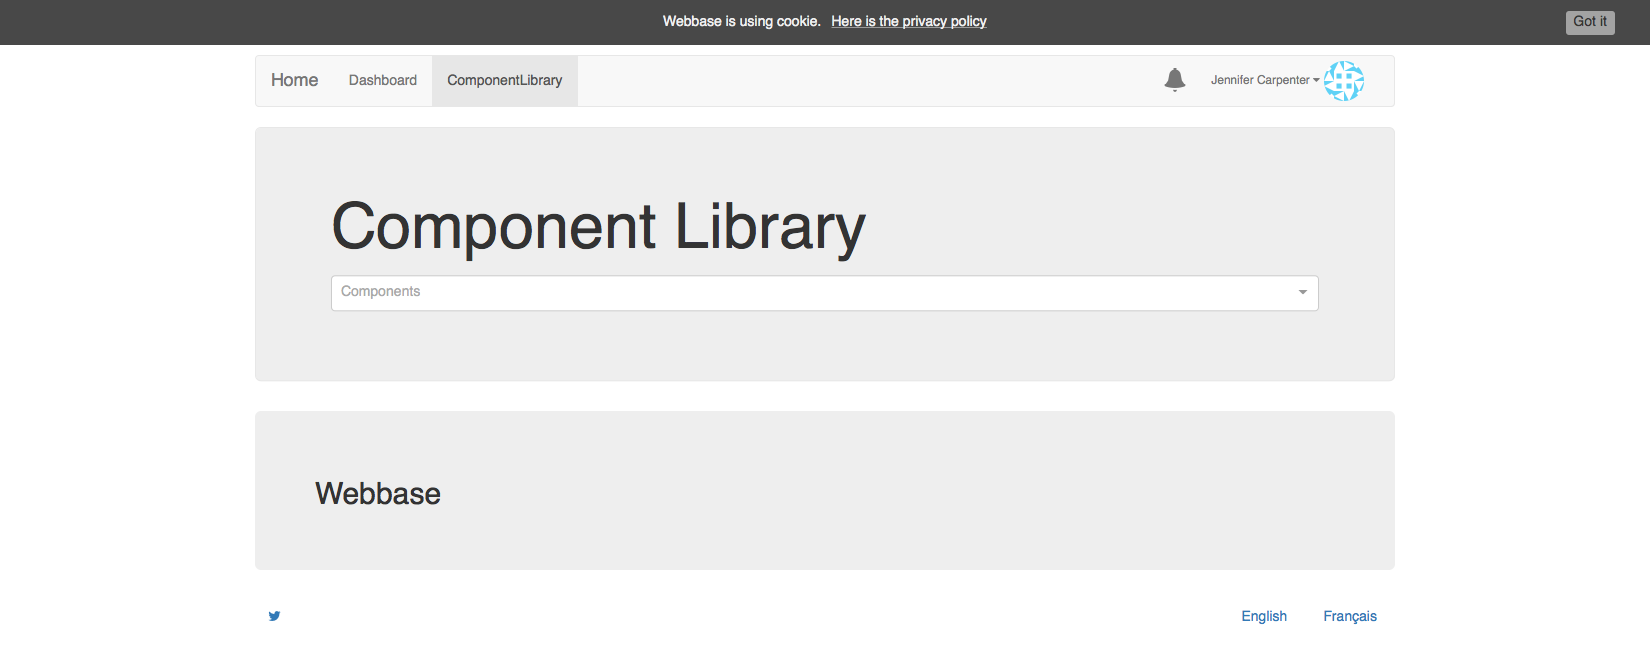 Webbase is using cookie. Here is the privacy policy
Got it
Home
Dashboard
ComponentLibrary
Jennifer Carpenter
Component Library
Components
Webbase
English
Français